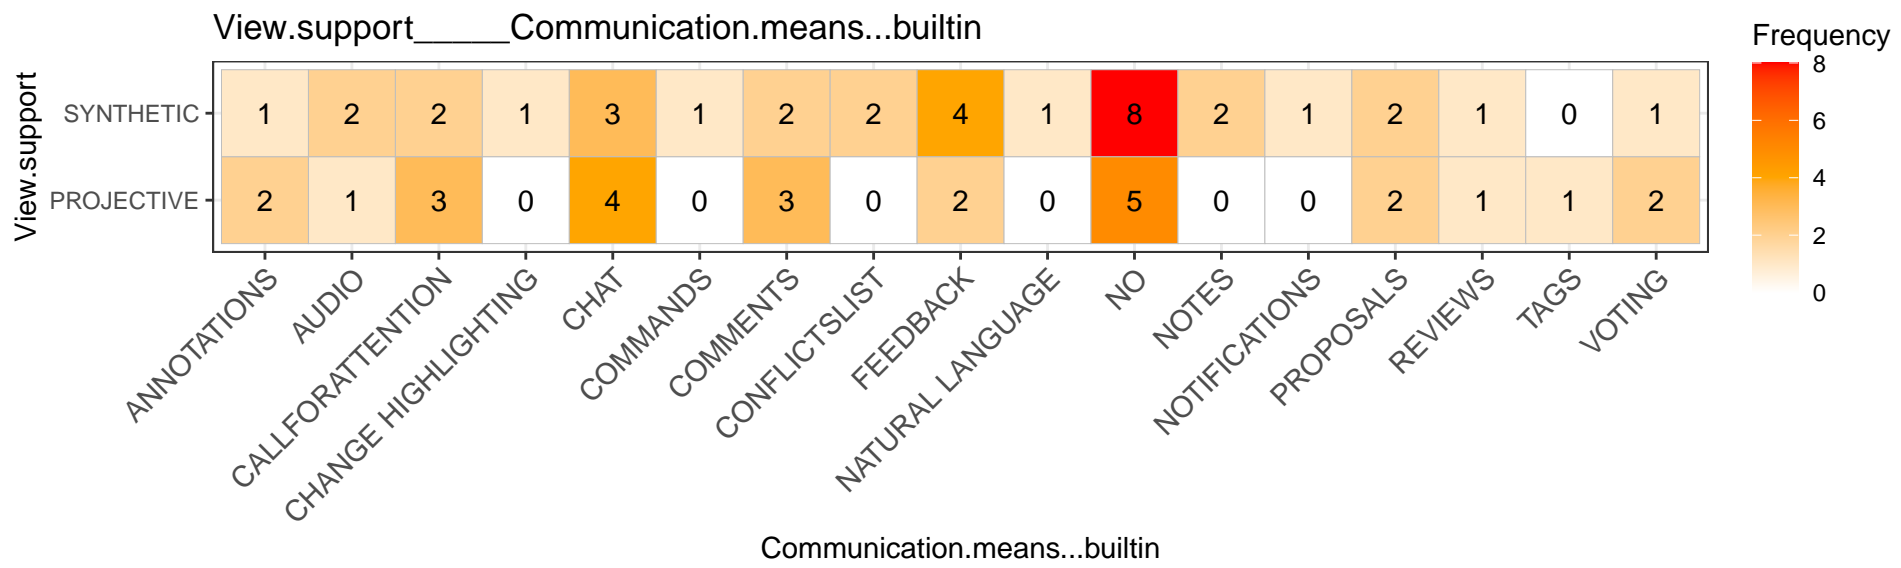 View.support_____Communication.means...builtin
Frequency
View.support
SYNTHETIC 1 2 2 1 3 1 2 2 4 1 8 2 1 2 1 0 1
PROJECTIVE 2 1 3 0 4 0 3 0 2 0 5 0 0 2 1 1 2
8
6
4
2
0
ANNOTATIONS
AUDIO
CALLFORATTENTION
CHANGE HIGHLIGHTING
CHAT
COMMANDS
COMMENTS
CONFLICTSLIST
FEEDBACK
NATURAL LANGUAGE
NO
NOTES
NOTIFICATIONS
PROPOSALS
REVIEWS
TAGS
VOTING
Communication.means...builtin